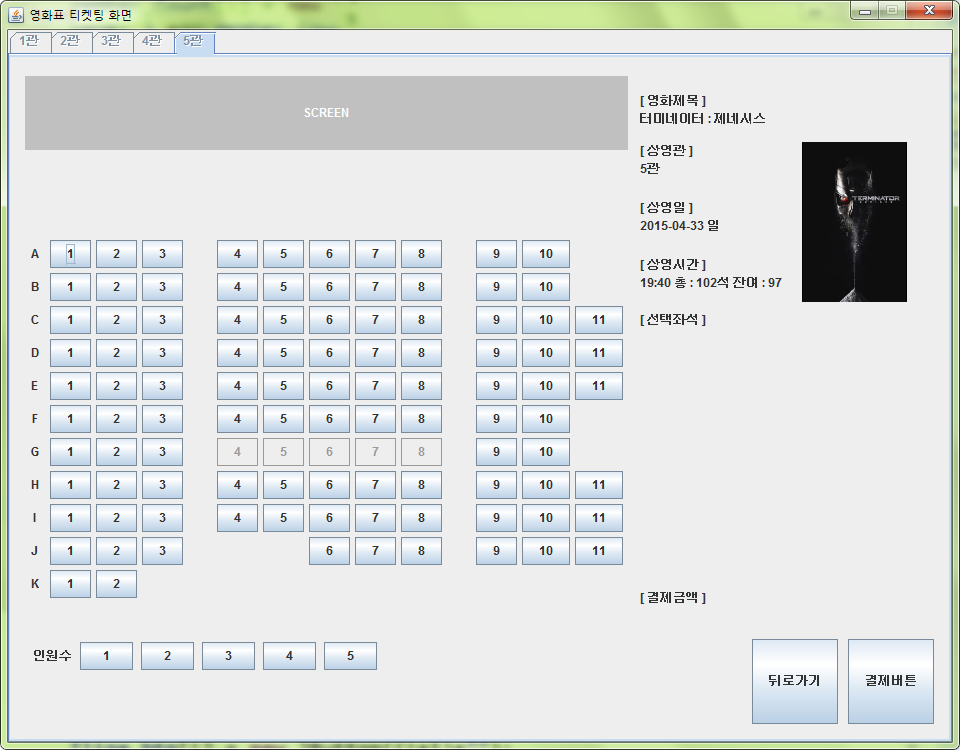 영화표 티켓팅 화면
1관 2관 3관 4관 5관
SCREEN
[ 영화제목 ]
터미네이터 : 제네시스
[ 상영관 ]
5관
[ 상영일 ]
2015-04-33 일
[ 상영시간 ]
19:40 총 : 102석 잔여 : 97
[ 선택좌석 ]
TERMINATOR
A 1 2 3 4 5 6 7 8 9 10
B 1 2 3 4 5 6 7 8 9 10
C 1 2 3 4 5 6 7 8 9 10 11
D 1 2 3 4 5 6 7 8 9 10 11
E 1 2 3 4 5 6 7 8 9 10 11
F 1 2 3 4 5 6 7 8 9 10
G 1 2 3 4 5 6 7 8 9 10
H 1 2 3 4 5 6 7 8 9 10 11
I 1 2 3 4 5 6 7 8 9 10 11
J 1 2 3 6 7 8 9 10 11
K 1 2
[ 결제금액 ]
인원수 1 2 3 4 5
뒤로가기 결제버튼